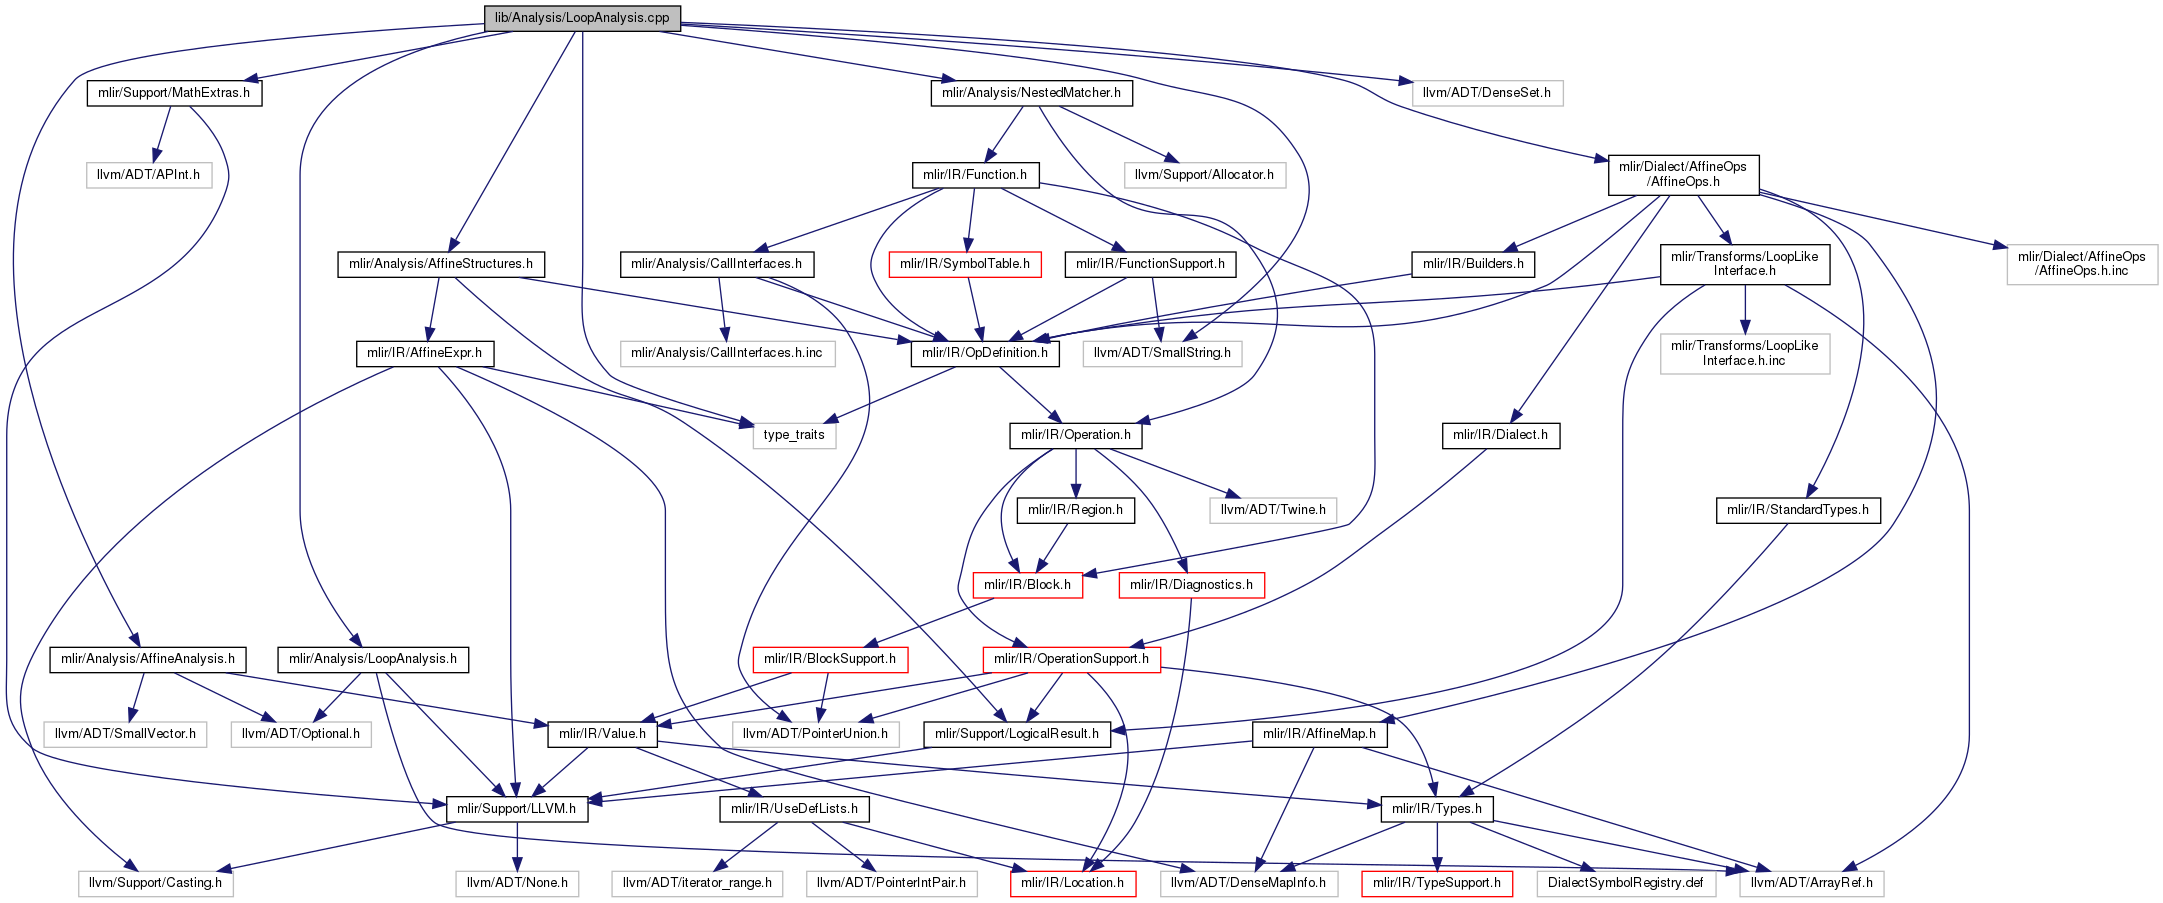 lib/Analysis/LoopAnalysis.cpp
mlir/Support/MathExtras.h
mlir/Analysis/NestedMatcher.h
llvm/ADT/DenseSet.h
llvm/ADT/APInt.h
mlir/IR/Function.h
llvm/Support/Allocator.h
mlir/Dialect/AffineOps
/AffineOps.h
mlir/Analysis/AffineStructures.h
mlir/Analysis/CallInterfaces.h
mlir/IR/SymbolTable.h
mlir/IR/FunctionSupport.h
mlir/IR/Builders.h
mlir/Transforms/LoopLike
Interface.h
mlir/Dialect/AffineOps
/AffineOps.h.inc
mlir/IR/AffineExpr.h
mlir/Analysis/CallInterfaces.h.inc
mlir/IR/OpDefinition.h
llvm/ADT/SmallString.h
mlir/Transforms/LoopLike
Interface.h.inc
type_traits
mlir/IR/Operation.h
mlir/IR/Dialect.h
mlir/IR/Region.h
llvm/ADT/Twine.h
mlir/IR/StandardTypes.h
mlir/IR/Block.h
mlir/IR/Diagnostics.h
mlir/Analysis/AffineAnalysis.h
mlir/Analysis/LoopAnalysis.h
mlir/IR/BlockSupport.h
mlir/IR/OperationSupport.h
llvm/ADT/SmallVector.h
llvm/ADT/Optional.h
mlir/IR/Value.h
llvm/ADT/PointerUnion.h
mlir/Support/LogicalResult.h
mlir/IR/AffineMap.h
mlir/Support/LLVM.h
mlir/IR/UseDefLists.h
mlir/IR/Types.h
llvm/Support/Casting.h
llvm/ADT/None.h
llvm/ADT/iterator_range.h
llvm/ADT/PointerIntPair.h
mlir/IR/Location.h
llvm/ADT/DenseMapInfo.h
mlir/IR/TypeSupport.h
DialectSymbolRegistry.def
llvm/ADT/ArrayRef.h